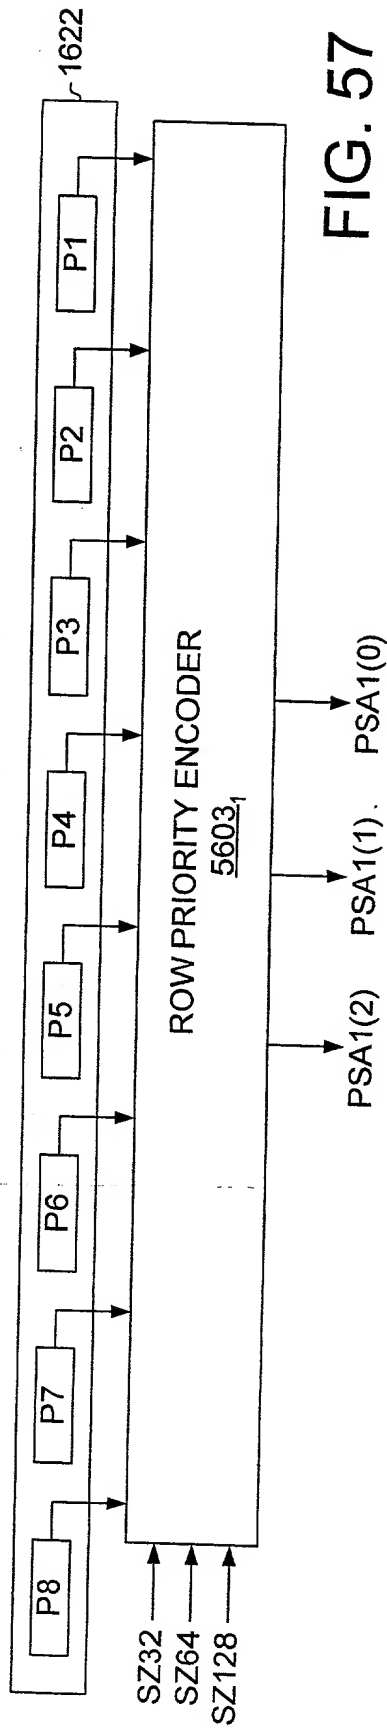 1622
P8 P7 P6 P5 P4 P3 P2 P1
SZ32
SZ64
SZ128
ROW PRIORITY ENCODER
5603₁
PSA1(2) PSA1(1) PSA1(0)
FIG. 57